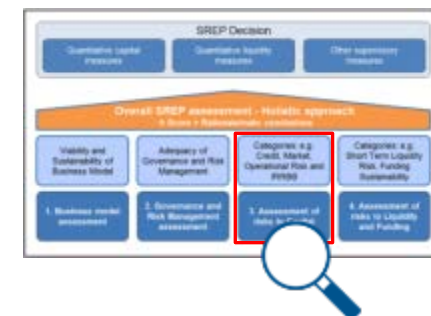 SREP Decision
Quantitative capital
measures
Quantitative liquidity
measures
Other supervisory
measures
Overall SREP assessment - Holistic approach
Viability and
Sustainability of
Business Model
Adequacy of
Governance and Risk
Management
Categories: e.g.
Credit, Market,
Operational Risk and
IRRBB
Categories: e.g.
Short Term Liquidity
Risk, Funding
Sustainability
1. Business model
assessment
2. Governance and
Risk Management
assessment
3. Assessment of
risks to
4. Assessment of
risks to Liquidity
and Funding